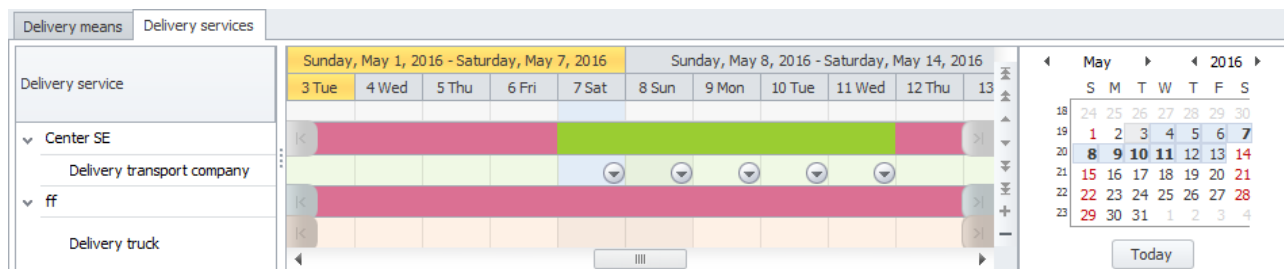 Delivery means Delivery services
Delivery service
Sunday, May 1, 2016 - Saturday, May 7, 2016 Sunday, May 8, 2016 - Saturday, May 14, 2016
3 Tue 4 Wed 5 Thu 6 Fri 7 Sat 8 Sun 9 Mon 10 Tue 11 Wed 12 Thu 13
Center SE
Delivery transport company
ff
Delivery truck
May 2016
S M T W T F S
18 24 25 26 27 28 29 30
19 1 2 3 4 5 6 7
20 8 9 10 11 12 13 14
21 15 16 17 18 19 20 21
22 22 23 24 25 26 27 28
23 29 30 31 1 2 3 4
Today